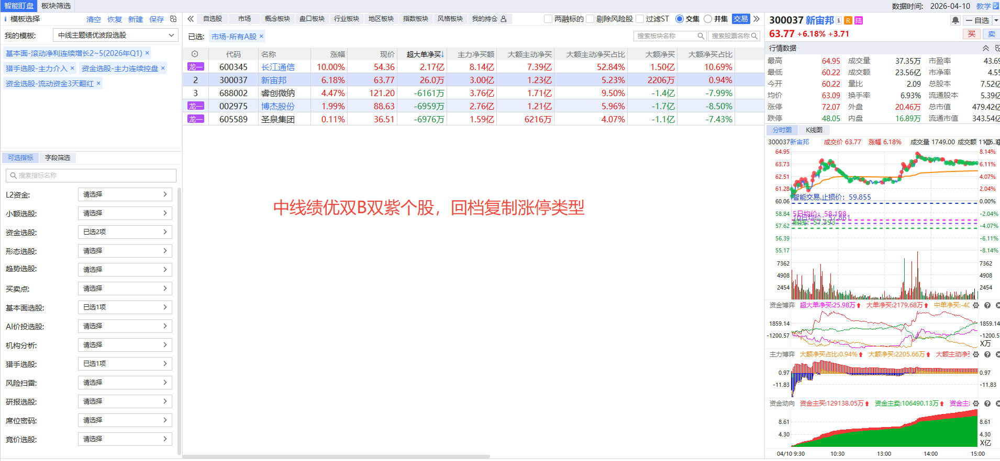 智能盯盘 板块筛选 数据时间: 2026-04-10 教学
模板选择 清空 恢复 新建 保存
我的模板: 中线主题绩优波段选股
基本面-滚动净利连续增长2~5(2026年Q1) ×
猎手选股-主力介入 × 资金选股-主力连续控盘 ×
资金选股-流动资金3天翻红 ×
可选指标 字段筛选
搜索指标名称
L2资金: 请选择
小额选股: 请选择
资金选股: 已选2项
形态选股: 请选择
趋势选股: 请选择
买卖点: 请选择
基本面选股: 已选1项
AI价投选股: 请选择
机构分析: 请选择
猎手选股: 已选1项
风险扫雷: 请选择
研报选股: 请选择
席位密码: 请选择
竞价选股: 请选择
自选股 市场 概念板块 盘口板块 行业板块 地区板块 指数板块 风格板块 我的持仓 两融标的 剔除风险股 过滤ST 交集 并集 交易
已选: 市场-所有A股 × 搜索板块名称 搜索股票名称
代码 名称 涨幅 现价 超大单净买↓ 主力净买额 大额主动净买 大额主动净买占比 大额净买 大额净买占比
龙一 600345 长江通信 10.00% 54.36 2.17亿 8.14亿 7.39亿 52.84% 1.50亿 10.69%
2 300037 新宙邦 6.18% 63.77 26.0万 3.00亿 1.23亿 5.23% 2206万 0.94%
3 688002 睿创微纳 4.47% 121.20 -6161万 3.76亿 1.71亿 9.50% -1.4亿 -7.99%
龙一 002975 博杰股份 1.99% 88.63 -6959万 2.76亿 1.21亿 5.96% -1.7亿 -8.50%
龙一 605589 圣泉集团 0.11% 36.51 -6976万 1.59亿 6216万 4.07% -1.1亿 -7.43%
中线绩优双B双紫个股，回档复制涨停类型
300037 新宙邦 R 陆 自选
63.77 +6.18% +3.71 买 卖
行情数据
最高 64.95 成交量 37.35万 市盈率 43.69
最低 60.22 成交额 23.56亿 市净率 4.55
今开 60.22 量比 2.09 总股本 7.52亿
均价 63.09 换手率 6.93% 流通股本 5.39亿
涨停 72.07 外盘 20.46万 总市值 479.42亿
跌停 48.05 内盘 16.89万 流通市值 343.54亿
分时图 K线图
300037新宙邦 成交价 63.77 涨幅 6.18% 成交量 1749.00 成交额
64.95 8.14%
63.73 6.11%
62.51 4.07%
61.28 2.04%
智能交易.止损价: 59.855
60.06 0.00%
5日均价: 58.198
58.84 -2.04%
10日均价: 57.861
57.393
57.62 -4.07%
56.39 -6.11%
55.17 -8.14%
7362 7362
4908 4908
2454 2454
资金博弈 超大单净买:25.98万 大单净买:2179.68万 中单净买:-40
1859.14 1859.14
-1200.57 -1200.57
X万
主力博弈 大额净买占比:0.94% 大额净买:2205.66万 大额主动净
0.97 0.97
-11.83 -11.83
资金动向 资金主买:129138.05万 资金主卖:106490.13万 资金主
8.61 8.61
4.30 4.30
X亿
04/10 9:30 10:30 13:00 14:00 15:00